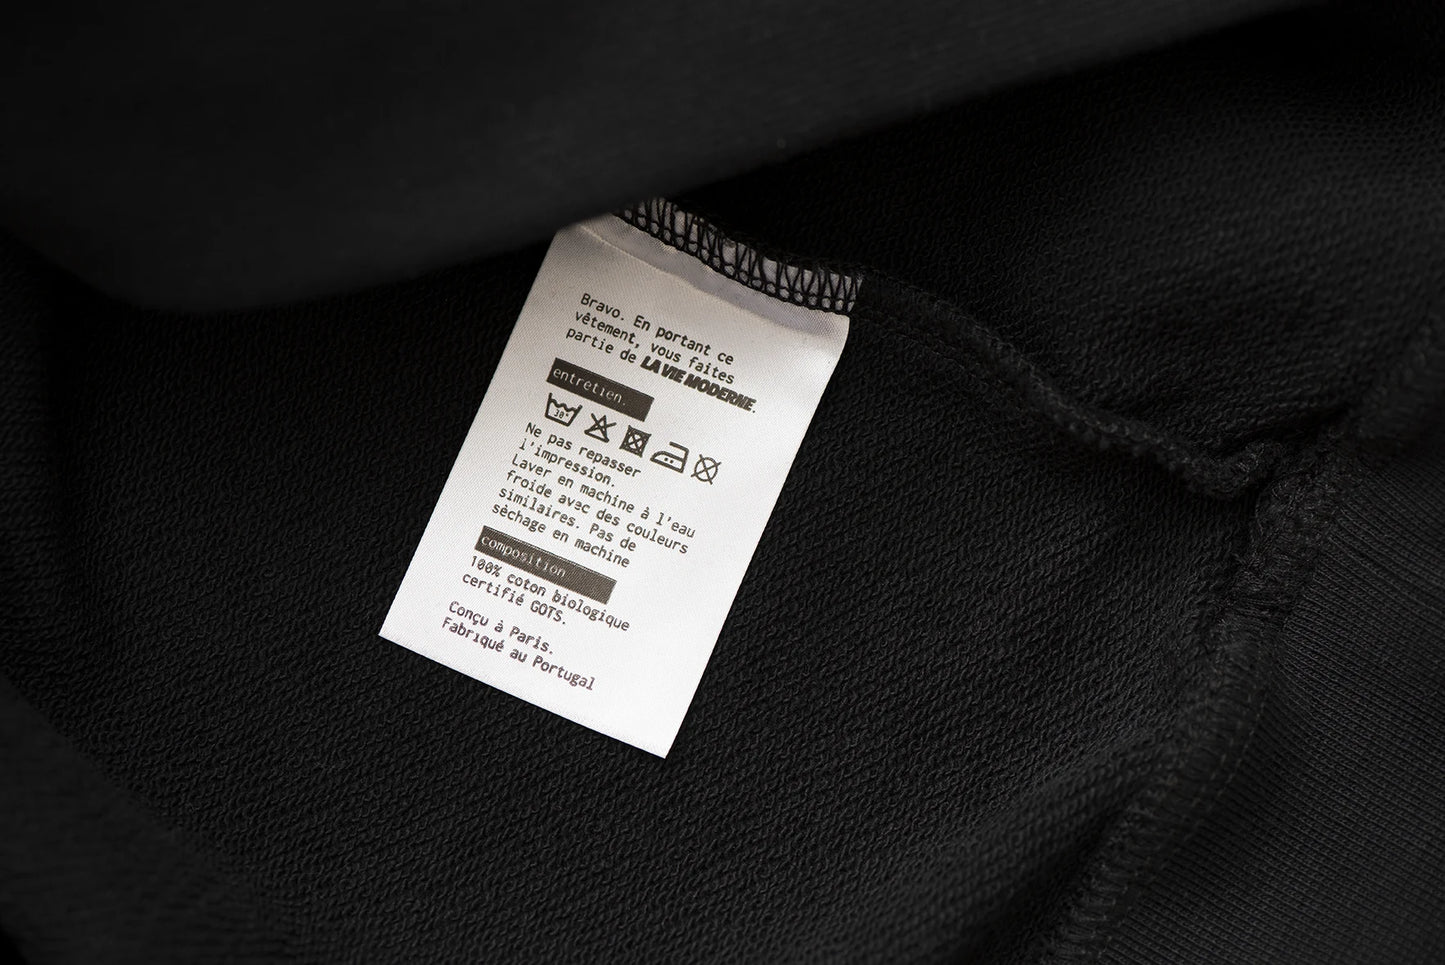 Bravo. En portant ce
vêtement, vous faites
partie de LA VIE MODERNE.
entretien.
30°
Ne pas repasser
l'impression.
Laver en machine à l'eau
froide avec des couleurs
similaires. Pas de
sèchage en machine
composition
100% coton biologique
certifié GOTS.
Conçu à Paris.
Fabriqué au Portugal